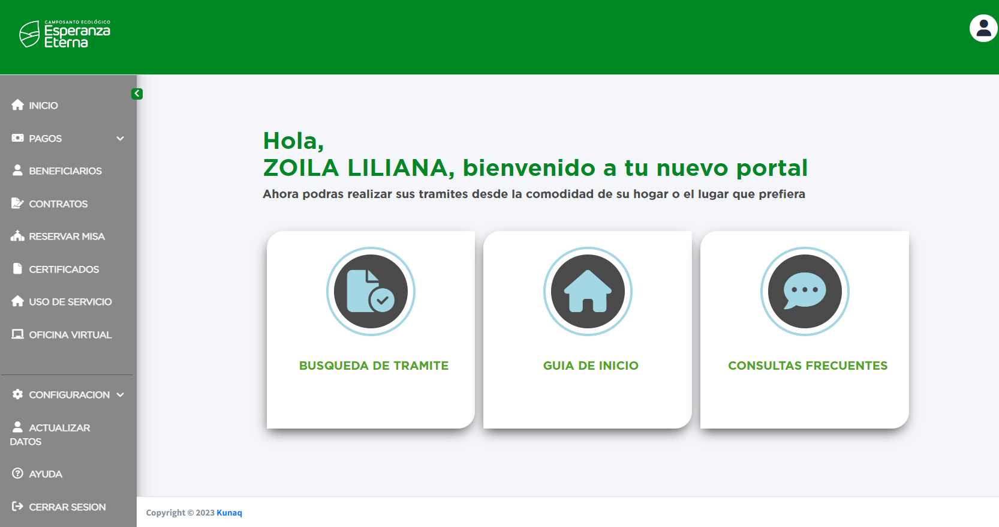 CAMPOSANTO ECOLÓGICO
Esperanza
Eterna
INICIO
PAGOS
BENEFICIARIOS
CONTRATOS
RESERVAR MISA
CERTIFICADOS
USO DE SERVICIO
OFICINA VIRTUAL
CONFIGURACION
ACTUALIZAR
DATOS
AYUDA
CERRAR SESION
Hola,
ZOILA LILIANA, bienvenido a tu nuevo portal
Ahora podras realizar sus tramites desde la comodidad de su hogar o el lugar que prefiera
BUSQUEDA DE TRAMITE
GUIA DE INICIO
CONSULTAS FRECUENTES
Copyright © 2023 Kunaq